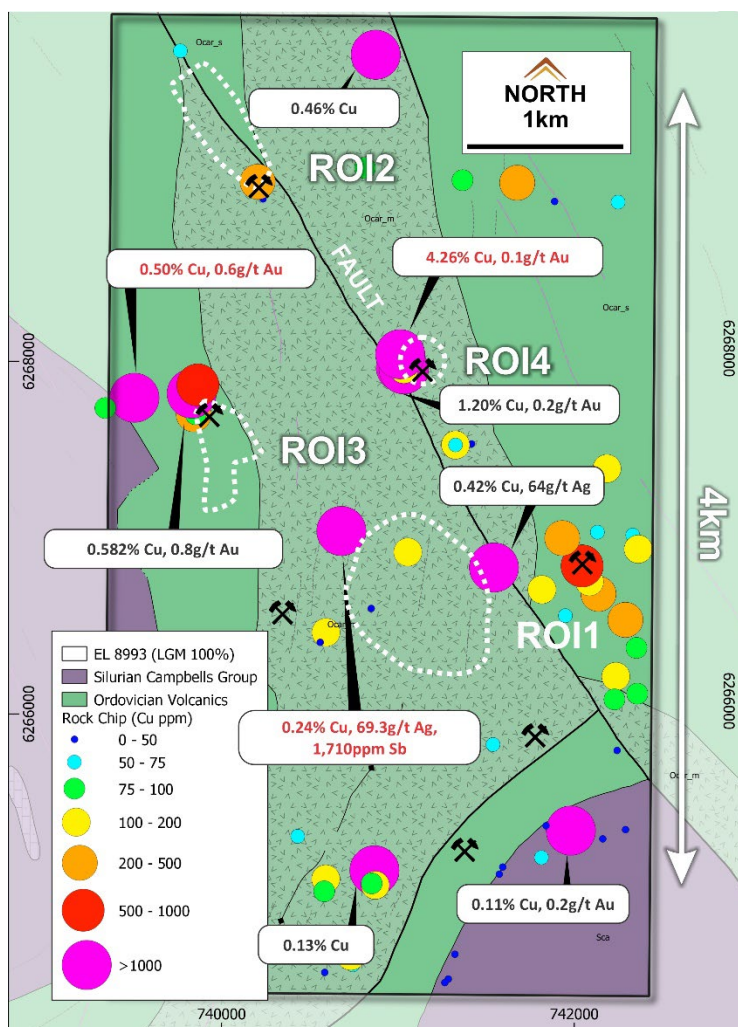 Ocar_s
NORTH
1km
0.46% Cu
ROI2
Ocar_m
0.50% Cu, 0.6g/t Au
4.26% Cu, 0.1g/t Au
FAULT
Ocar_s
6268000
6268000
ROI4
1.20% Cu, 0.2g/t Au
ROI3
0.42% Cu, 64g/t Ag
4km
0.582% Cu, 0.8g/t Au
ROI1
EL 8993 (LGM 100%)
Silurian Campbells Group
Ordovician Volcanics
Rock Chip (Cu ppm)
0 - 50
50 - 75
75 - 100
100 - 200
200 - 500
500 - 1000
>1000
6266000
6266000
0.24% Cu, 69.3g/t Ag,
1,710ppm Sb
Ocar_m
0.11% Cu, 0.2g/t Au
0.13% Cu
Sca
740000
742000